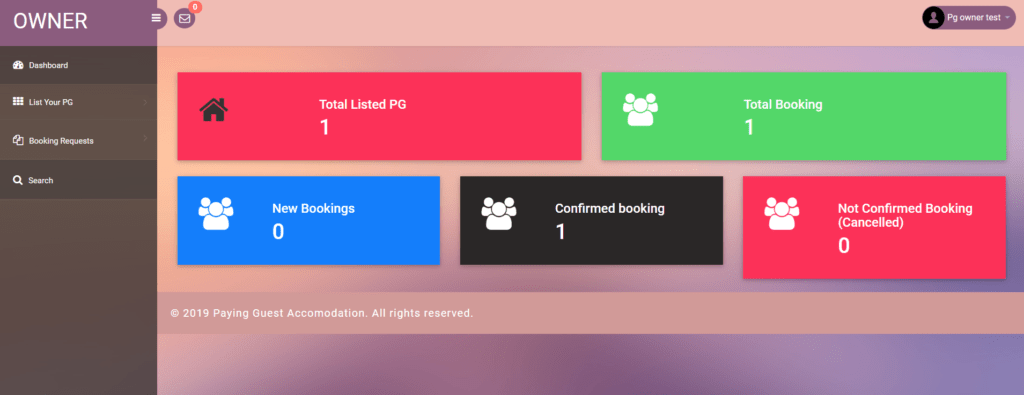 OWNER
0
Pg owner test
Dashboard
List Your PG
Booking Requests
Search
Total Listed PG
1
Total Booking
1
New Bookings
0
Confirmed booking
1
Not Confirmed Booking
(Cancelled)
0
© 2019 Paying Guest Accomodation. All rights reserved.